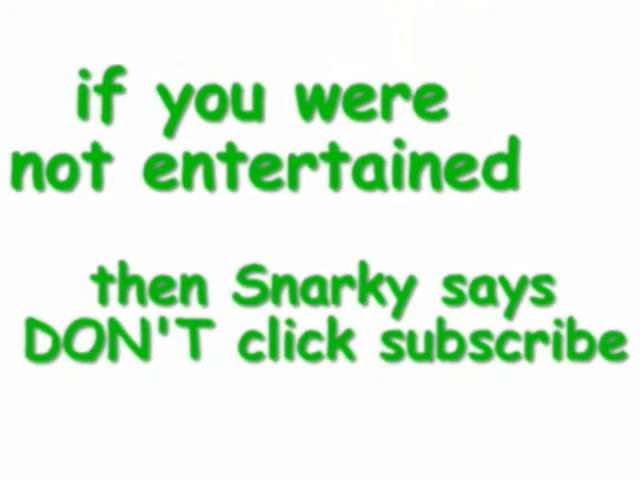 if you were
not entertained
then Snarky says
DON'T click subscribe